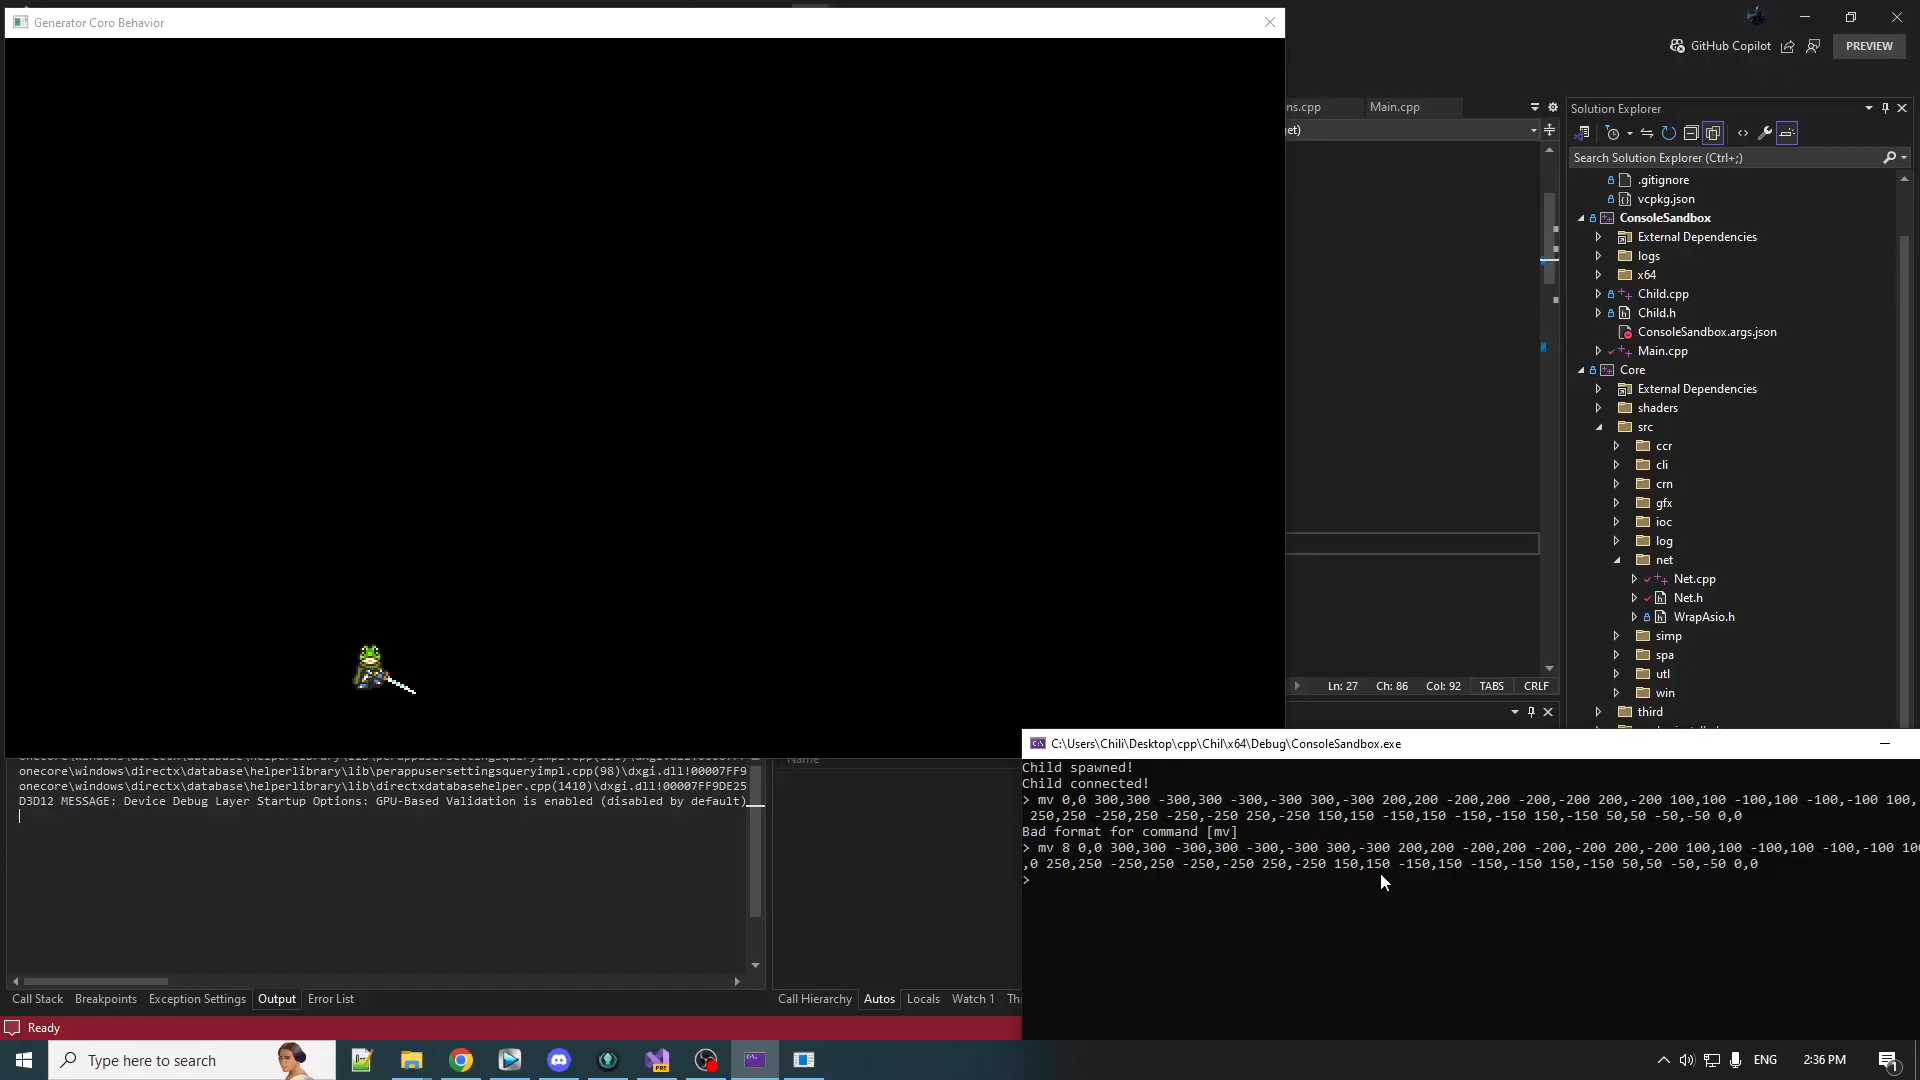 Generator Coro Behavior
GitHub Copilot
PREVIEW
ns.cpp
Main.cpp
et)
Solution Explorer
Search Solution Explorer (Ctrl+;)
.gitignore
vcpkg.json
ConsoleSandbox
External Dependencies
logs
x64
Child.cpp
Child.h
ConsoleSandbox.args.json
Main.cpp
Core
External Dependencies
shaders
src
ccr
cli
crn
gfx
ioc
log
net
Net.cpp
Net.h
WrapAsio.h
simp
spa
utl
win
third
Ln: 27
Ch: 86
Col: 92
TABS
CRLF
C:\Users\Chili\Desktop\cpp\Chil\x64\Debug\ConsoleSandbox.exe
Child spawned!
Child connected!
> mv 0,0 300,300 -300,300 -300,-300 300,-300 200,200 -200,200 -200,-200 200,-200 100,100 -100,100 -100,-100 100,
250,250 -250,250 -250,-250 250,-250 150,150 -150,150 -150,-150 150,-150 50,50 -50,-50 0,0
Bad format for command [mv]
> mv 8 0,0 300,300 -300,300 -300,-300 300,-300 200,200 -200,200 -200,-200 200,-200 100,100 -100,100 -100,-100 100
,0 250,250 -250,250 -250,-250 250,-250 150,150 -150,150 -150,-150 150,-150 50,50 -50,-50 0,0
>
onecore\windows\directx\database\helperlibrary\lib\perappusersettingsqueryimpl.cpp(98)\dxgi.dll!00007FF9
onecore\windows\directx\database\helperlibrary\lib\directxdatabasehelper.cpp(1410)\dxgi.dll!00007FF9DE25
D3D12 MESSAGE: Device Debug Layer Startup Options: GPU-Based Validation is enabled (disabled by default)
Name
Call Stack
Breakpoints
Exception Settings
Output
Error List
Call Hierarchy
Autos
Locals
Watch 1
Th
Ready
Type here to search
PRE
ENG
2:36 PM
1